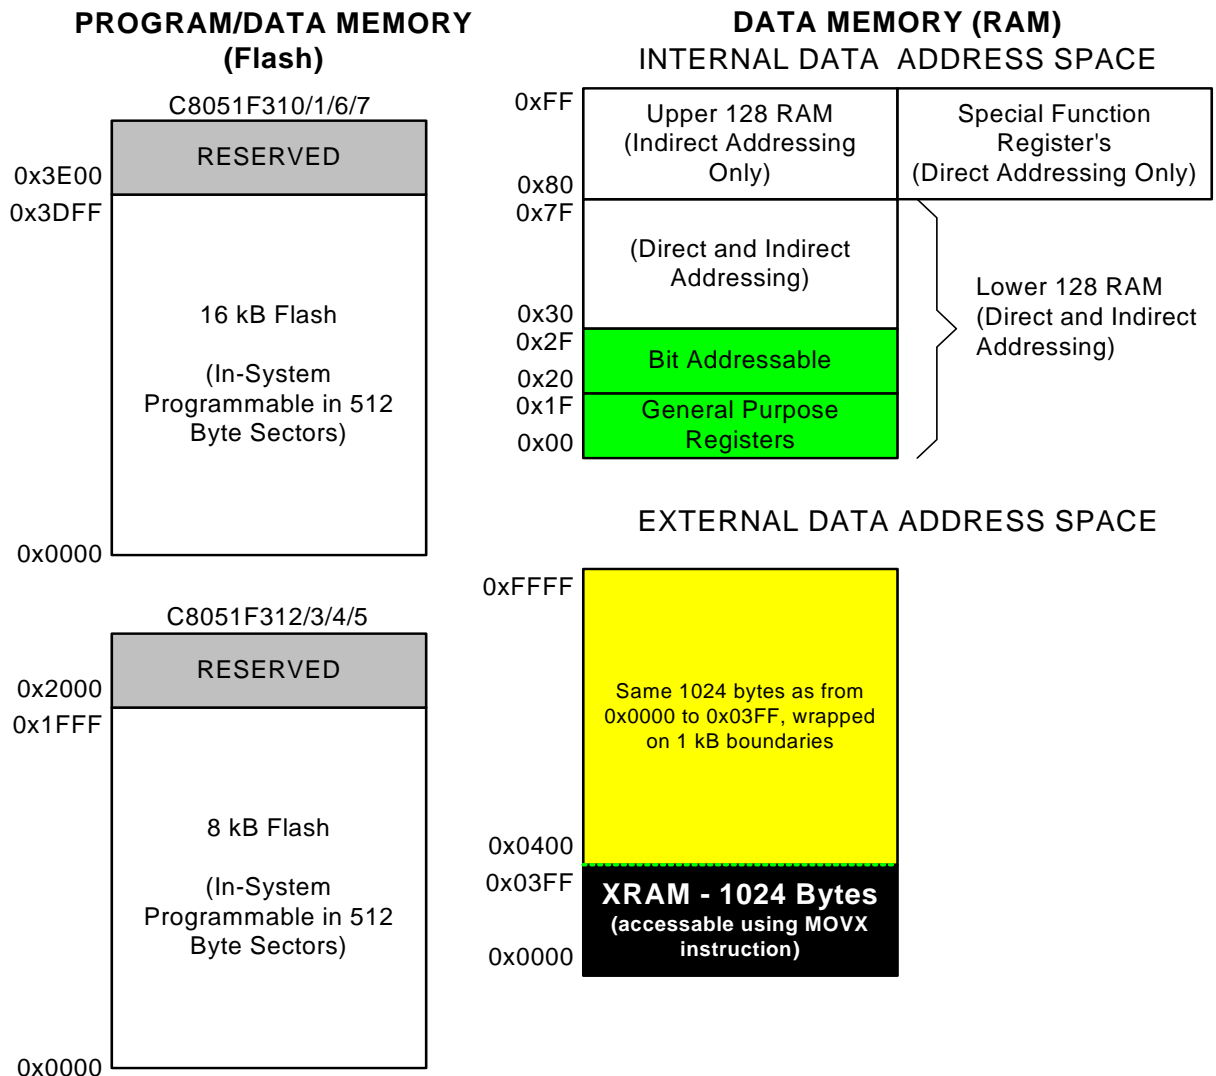 PROGRAM/DATA MEMORY
(Flash)
C8051F310/1/6/7
RESERVED
0x3E00
0x3DFF
16 kB Flash
(In-System
Programmable in 512
Byte Sectors)
0x0000
C8051F312/3/4/5
RESERVED
0x2000
0x1FFF
8 kB Flash
(In-System
Programmable in 512
Byte Sectors)
0x0000
DATA MEMORY (RAM)
INTERNAL DATA ADDRESS SPACE
0xFF
Upper 128 RAM
(Indirect Addressing
Only)
0x80
Special Function
Register's
(Direct Addressing Only)
0x7F
(Direct and Indirect
Addressing)
0x30
0x2F
Bit Addressable
0x20
0x1F
General Purpose
Registers
0x00
Lower 128 RAM
(Direct and Indirect
Addressing)
EXTERNAL DATA ADDRESS SPACE
0xFFFF
Same 1024 bytes as from
0x0000 to 0x03FF, wrapped
on 1 kB boundaries
0x0400
0x03FF
XRAM - 1024 Bytes
(accessable using MOVX
instruction)
0x0000